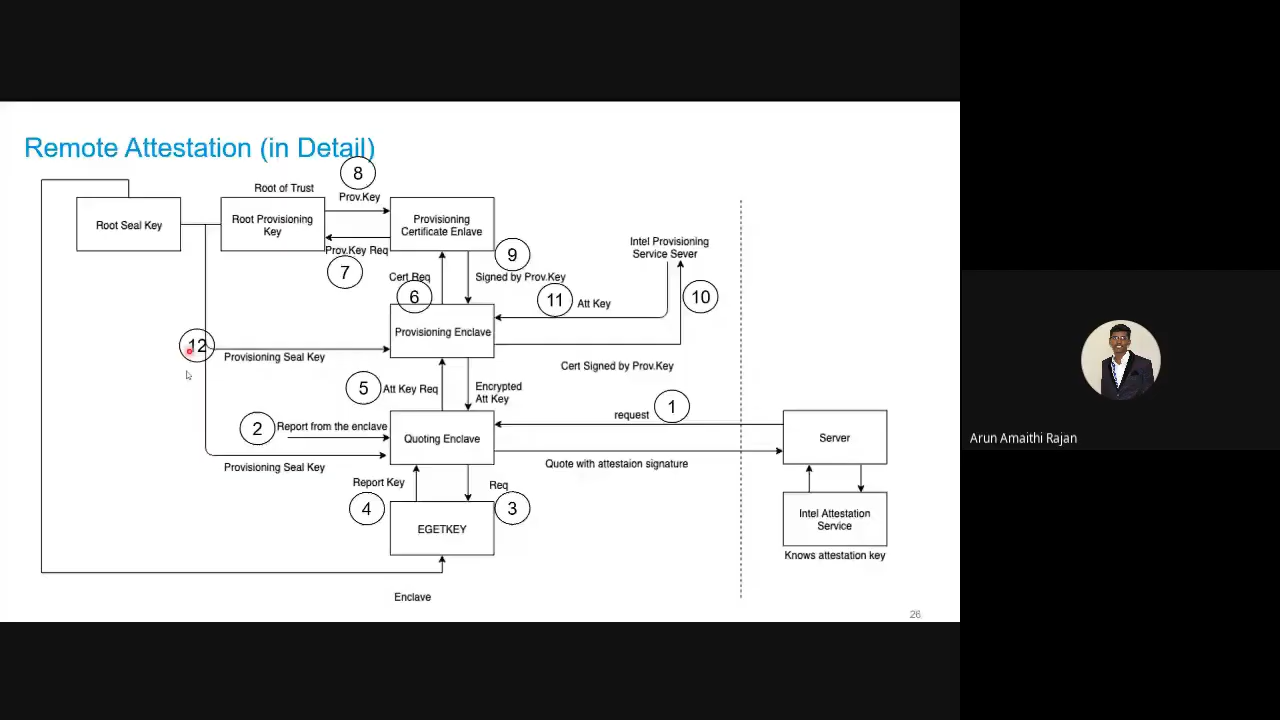 Remote Attestation (in Detail)
8
Root of Trust
Prov.Key
Root Seal Key
Root Provisioning
Key
Provisioning
Certificate Enlave
Prov.Key Req
7
9
Intel Provisioning
Service Sever
Cert Req
Signed by Prov.Key
6
11
Att Key
10
Provisioning Enclave
12
Provisioning Seal Key
Cert Signed by Prov.Key
5
Att Key Req
Encrypted
Att Key
1
request
2
Report from the enclave
Quoting Enclave
Server
Provisioning Seal Key
Quote with attestaion signature
Report Key
Req
4
3
EGETKEY
Intel Attestation
Service
Knows attestation key
Enclave
26
Arun Amaithi Rajan